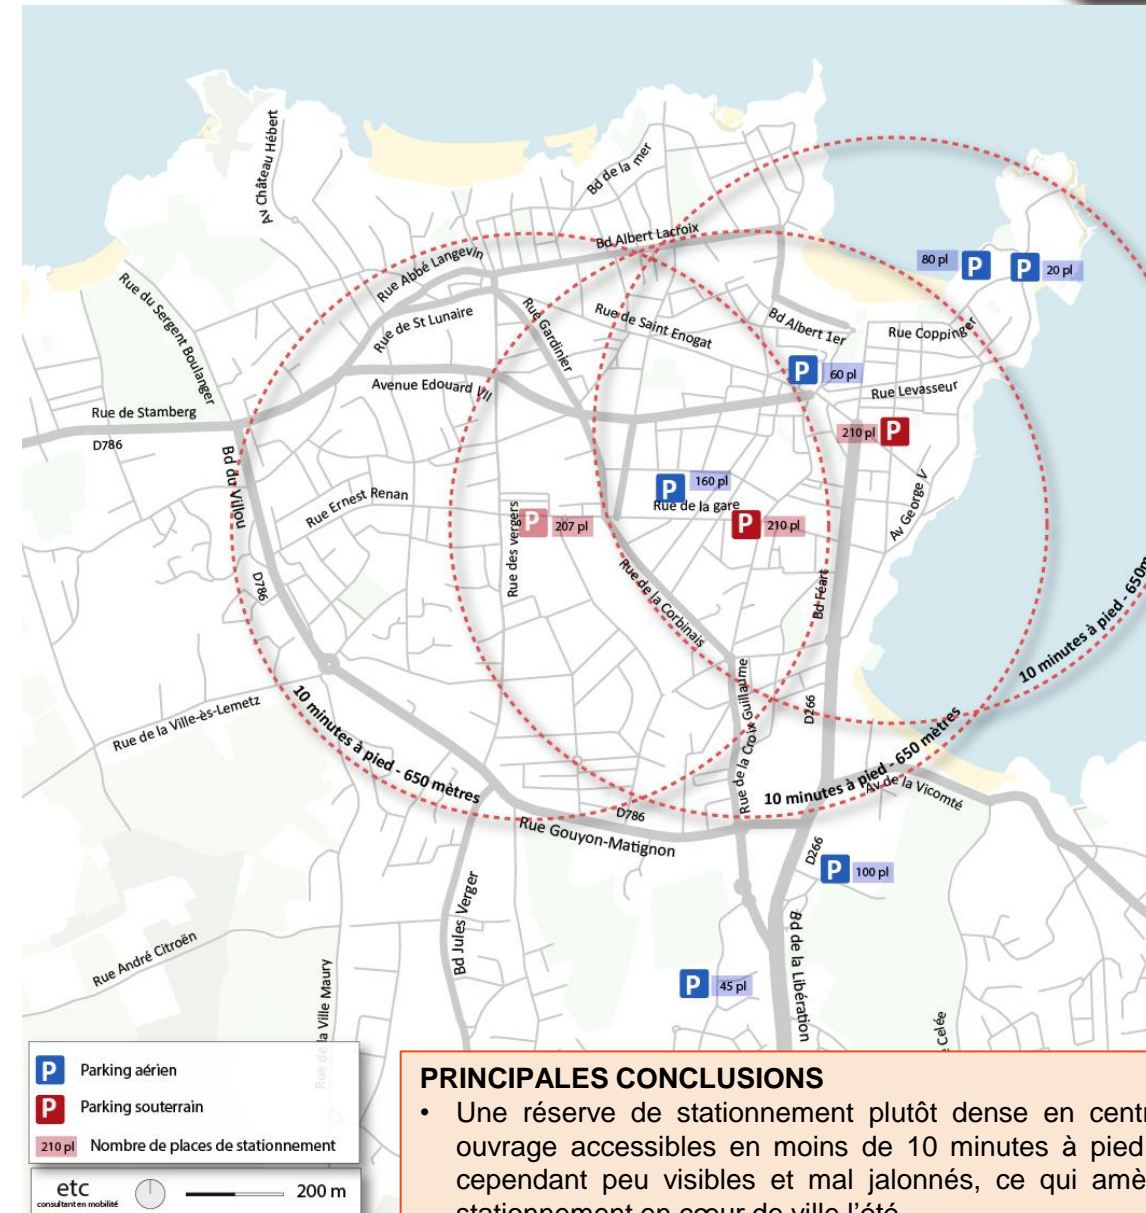 Av Château Hébert
Bd de la mer
Bd Albert Lacroix
Rue Abbé Langevin
80 pl
P
P
20 pl
Rue du Sergent Boulanger
Rue de St Lunaire
Rue Gardinier
Rue de Saint Enogat
Bd Albert 1er
Rue Coppinger
P
60 pl
Avenue Edouard VII
Rue Levasseur
Rue de Stamberg
D786
210 pl
P
Bd du Villou
P
160 pl
Rue Ernest Renan
Rue de la gare
Av George V
Rue des vergers
P
207 pl
P
210 pl
D786
Rue de la Corbinais
Bd Féart
10 minutes à pied - 650m
Rue de la Ville-ès-Lemetz
10 minutes à pied - 650 mètres
Rue de la Croix Guillaume
D266
10 minutes à pied - 650 mètres
Av de la Vicomté
D786
Rue Gouyon-Matignon
D266
P
100 pl
Bd Jules Verger
Bd de la Libération
Rue André Citroën
P
45 pl
Rue de la Ville Maury
Celée
P Parking aérien
P Parking souterrain
210 pl Nombre de places de stationnement
etc
consultant en mobilité
200 m
PRINCIPALES CONCLUSIONS
• Une réserve de stationnement plutôt dense en centr
ouvrage accessibles en moins de 10 minutes à pied
cependant peu visibles et mal jalonnés, ce qui amè
stationnement en cœur de ville l'été